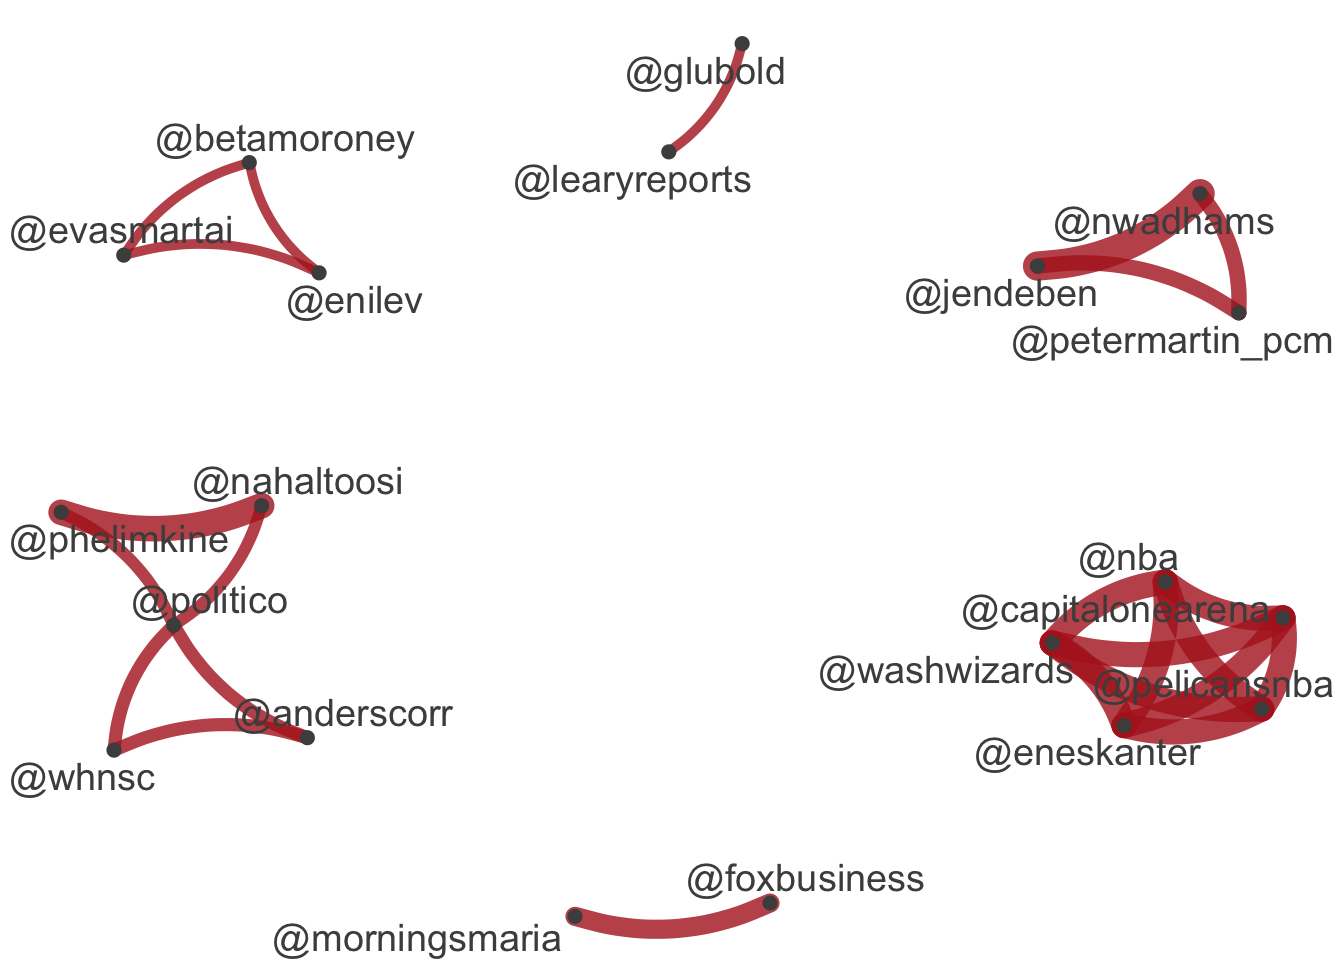 @glubold
@betamoroney
@learyreports
@evasmartai
@nwadhams
@enilev
@jendeben
@petermartin_pcm
@nahaltoosi
@phelimkine
@nba
@politico
@capitalonearena
@washwizards
@pelicansnba
@anderscorr
@eneskanter
@whnsc
@foxbusiness
@morningsmaria